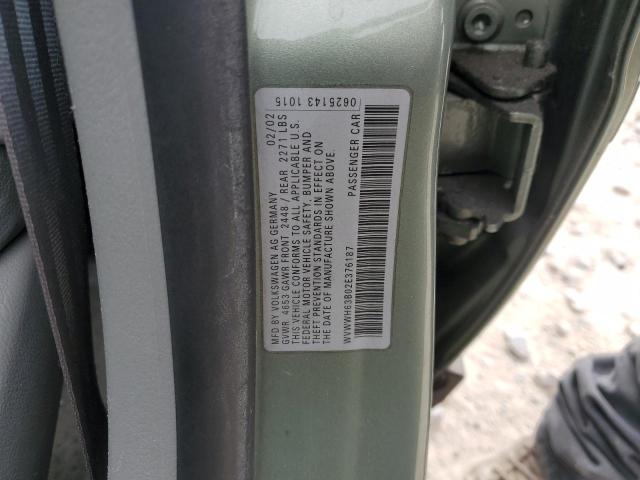 0625143 1015
MFD BY VOLKSWAGEN AG GERMANY 02/02
GVWR 4653 GAWR FRONT 2448 / REAR 2271 LBS
THIS VEHICLE CONFORMS TO ALL APPLICABLE U.S.
FEDERAL MOTOR VEHICLE SAFETY, BUMPER AND
THEFT PREVENTION STANDARDS IN EFFECT ON
THE DATE OF MANUFACTURE SHOWN ABOVE.
WVWWH63B02E376187 PASSENGER CAR